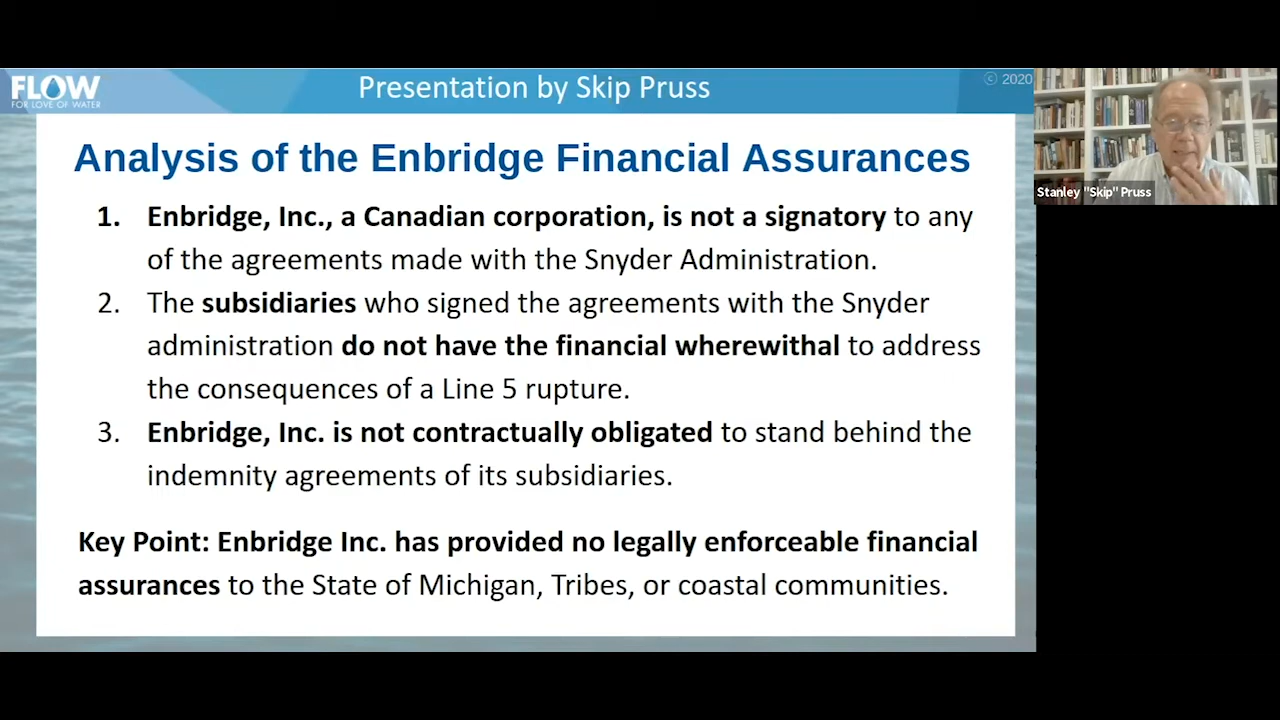 FLOW
FOR LOVE OF WATER
Presentation by Skip Pruss
© 2020
Stanley "Skip" Pruss
Analysis of the Enbridge Financial Assurances
1. Enbridge, Inc., a Canadian corporation, is not a signatory to any
of the agreements made with the Snyder Administration.
2. The subsidiaries who signed the agreements with the Snyder
administration do not have the financial wherewithal to address
the consequences of a Line 5 rupture.
3. Enbridge, Inc. is not contractually obligated to stand behind the
indemnity agreements of its subsidiaries.
Key Point: Enbridge Inc. has provided no legally enforceable financial
assurances to the State of Michigan, Tribes, or coastal communities.